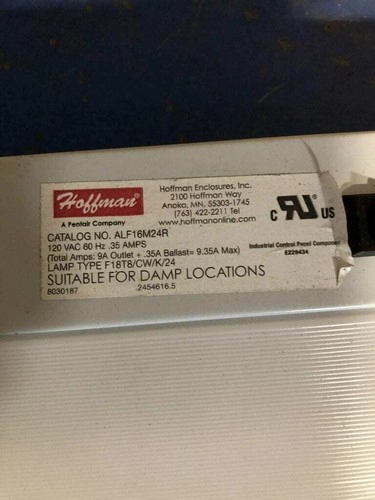 Hoffman
A Pentair Company
Hoffman Enclosures, Inc.
2100 Hoffman Way
Anoka, MN, 55303-1745
(763) 422-2211 Tel
www.hoffmanonline.com
C RU US
CATALOG NO. ALF16M24R
120 VAC 60 Hz .35 AMPS
(Total Amps: 9A Outlet + .35A Ballast= 9.35A Max)
LAMP TYPE F18T8/CW/K/24
SUITABLE FOR DAMP LOCATIONS
8030187 2454616.5
Industrial Control Panel Component
E229434